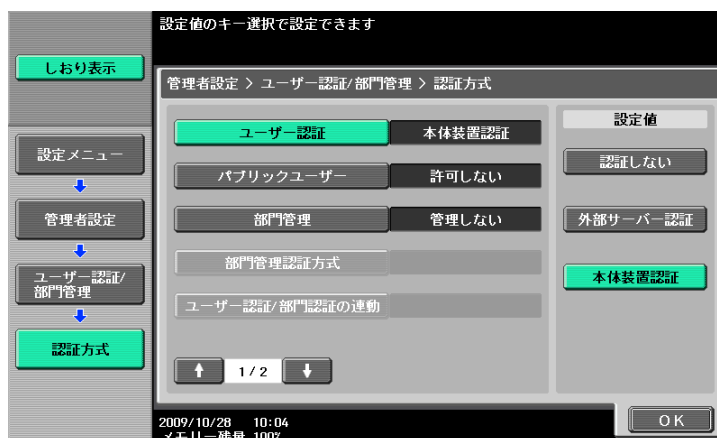 設定値のキー選択で設定できます
しおり表示
管理者設定 > ユーザー認証/部門管理 > 認証方式
設定メニュー
管理者設定
ユーザー認証/
部門管理
認証方式
ユーザー認証 本体装置認証
パブリックユーザー 許可しない
部門管理 管理しない
部門管理認証方式
ユーザー認証/部門認証の連動
1/2
設定値
認証しない
外部サーバー認証
本体装置認証
2009/10/28 10:04
メモリー残量 100%
OK